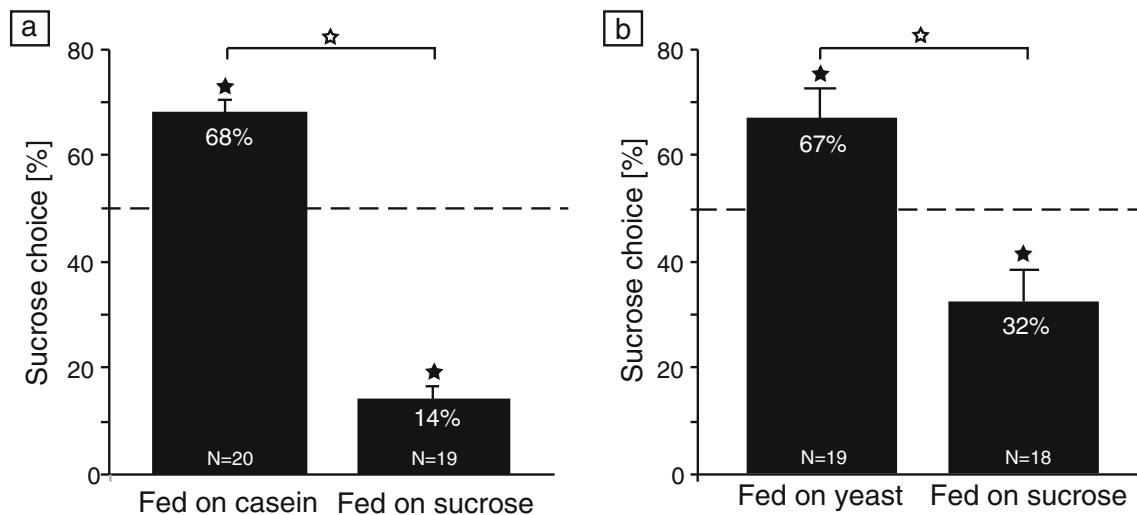 a
80
60
40
20
0
Sucrose choice [%]
68%
14%
N=20
N=19
Fed on casein
Fed on sucrose
b
80
60
40
20
0
Sucrose choice [%]
67%
32%
N=19
N=18
Fed on yeast
Fed on sucrose